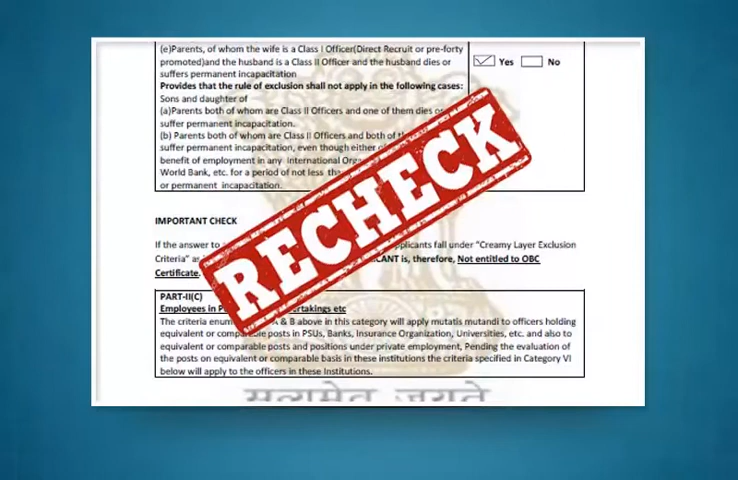 (e)Parents, of whom the wife is a Class I Officer(Direct Recruit or pre-forty
promoted)and the husband is a Class II Officer and the husband dies or
suffers permanent incapacitation
Yes No
Provides that the rule of exclusion shall not apply in the following cases:
Sons and daughter of
(a)Parents both of whom are Class II Officers and one of them dies or
suffer permanent incapacitation.
(b) Parents both of whom are Class II Officers and both of
suffer permanent incapacitation, even though either
benefit of employment in any International
World Bank, etc. for a period of not less
or permanent incapacitation.
RECHECK
IMPORTANT CHECK
If the answer to fall under "Creamy Layer Exclusion
Criteria" is, therefore, Not entitled to OBC
Certificate.
PART-II(C)
Employees in etc
The criteria A & B above in this category will apply mutatis mutandi to officers holding
equivalent or comparable posts in PSUs, Banks, Insurance Organization, Universities, etc. and also to
equivalent or comparable posts and positions under private employment, Pending the evaluation of
the posts on equivalent or comparable basis in these institutions the criteria specified in Category VI
below will apply to the officers in these Institutions.
सत्यमेव जयते